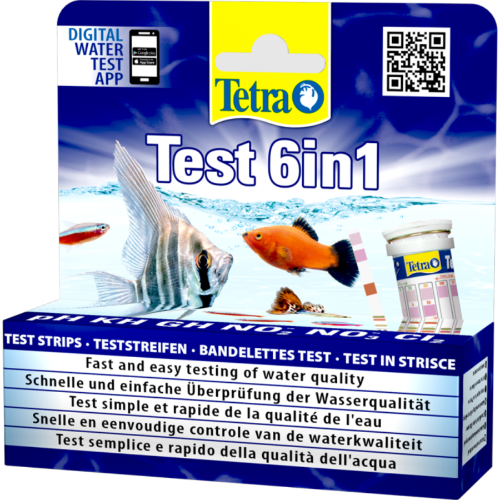 DIGITAL
WATER
TEST
APP
Tetra
Test 6in1
Tetra
pH KH GH NO₂⁻ NO₃⁻ Cl₂
TEST STRIPS · TESTSTREIFEN · BANDELETTES TEST · TEST IN STRISCE
Fast and easy testing of water quality
Schnelle und einfache Überprüfung der Wasserqualität
Test simple et rapide de la qualité de l'eau
Snelle en eenvoudige controle van de waterkwaliteit
Test semplice e rapido della qualità dell'acqua